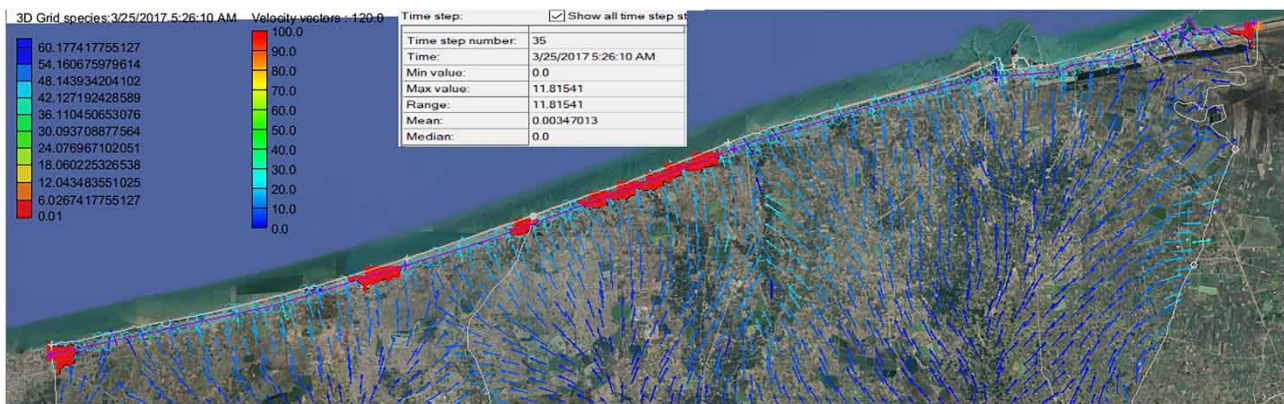 3D Grid species:3/25/2017 5:26:10 AM
60.177417755127
54.160675979614
48.143934204102
42.127192428589
36.110450653076
30.093708877564
24.076967102051
18.060225326538
12.043483551025
6.0267417755127
0.01
Velocity vectors : 120.0
100.0
90.0
80.0
70.0
60.0
50.0
40.0
30.0
20.0
10.0
0.0
Time step:
Show all time step st
Time step number: 35
Time: 3/25/2017 5:26:10 AM
Min value: 0.0
Max value: 11.81541
Range: 11.81541
Mean: 0.00347013
Median: 0.0